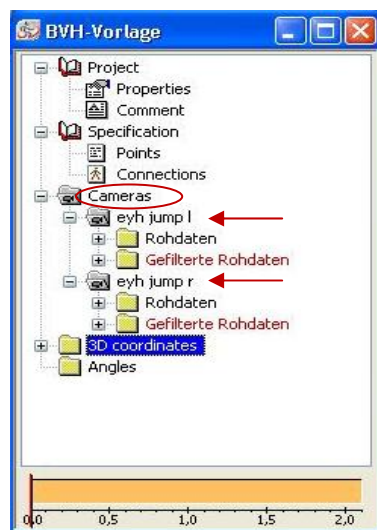 BVH-Vorlage
Project
Properties
Comment
Specification
Points
Connections
Cameras
eyh jump l
Rohdaten
Gefilterte Rohdaten
eyh jump r
Rohdaten
Gefilterte Rohdaten
3D coordinates
Angles
0,0 0,5 1,0 1,5 2,0